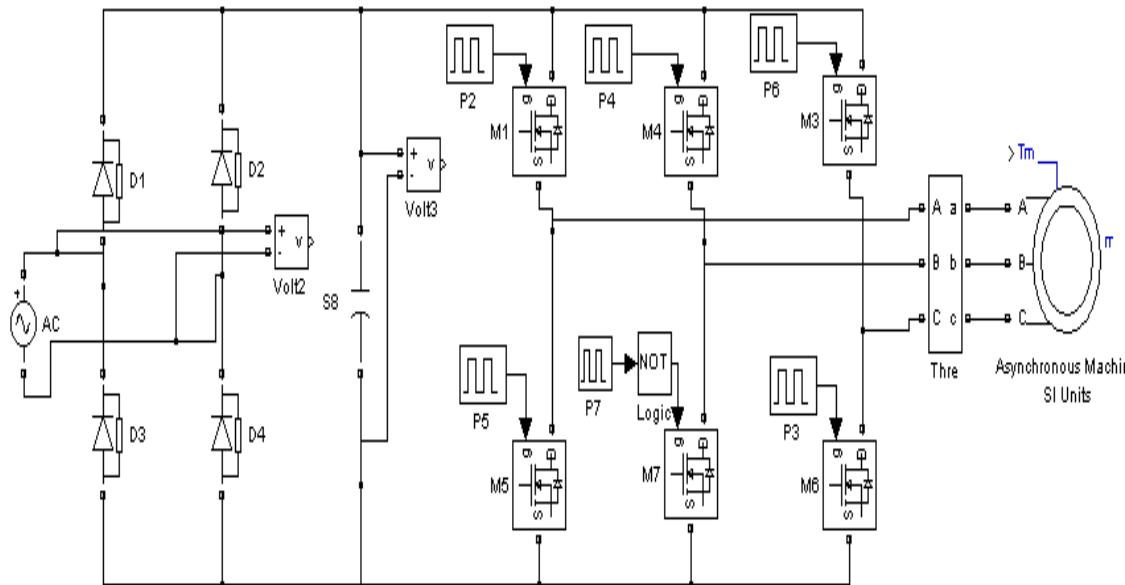 P2
P4
P6
g
D
S
M1
g
D
S
M4
g
D
S
M3
D1
D2
+
-
v
Volt3
>Tm
+
-
v
Volt2
A a
B b
C c
Thre
A
B
C
m
Asynchronous Machin
SI Units
+
AC
S8
P5
P7
NOT
Logic
P3
D3
D4
g
D
S
M5
g
D
S
M7
g
D
S
M6